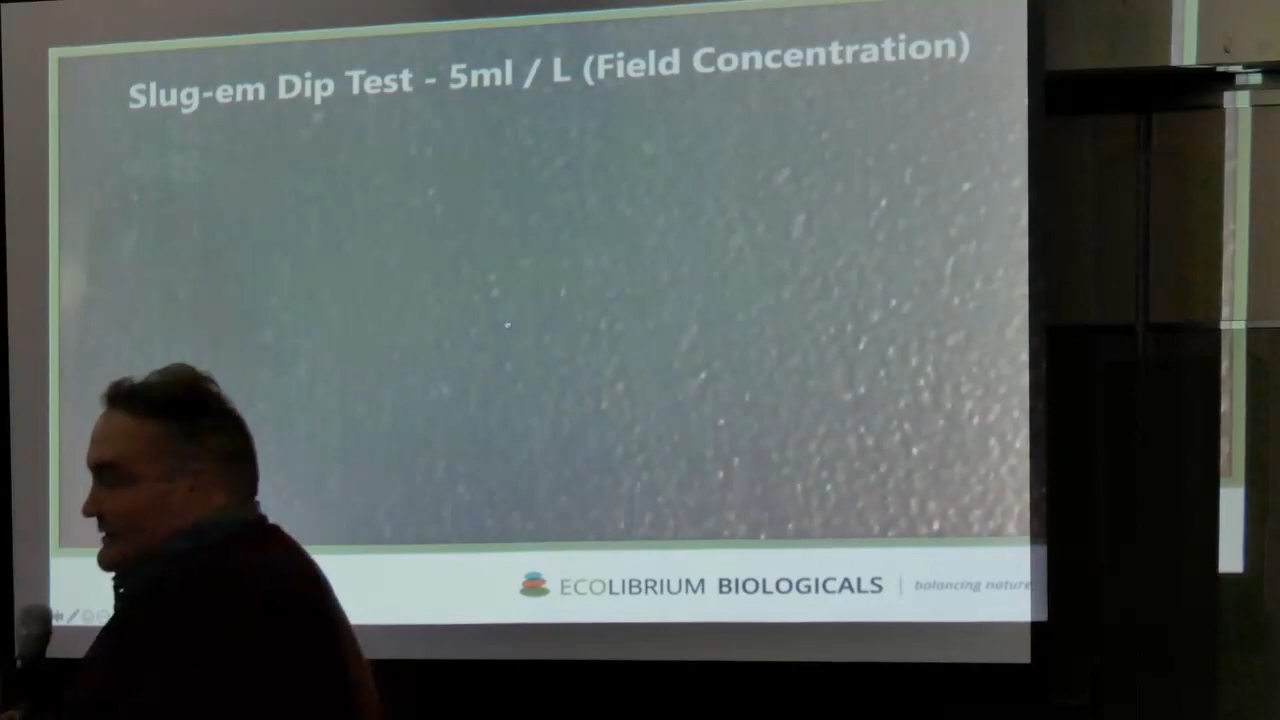 Slug-em Dip Test - 5ml / L (Field Concentration)
ECOLIBRIUM BIOLOGICALS | balancing nature